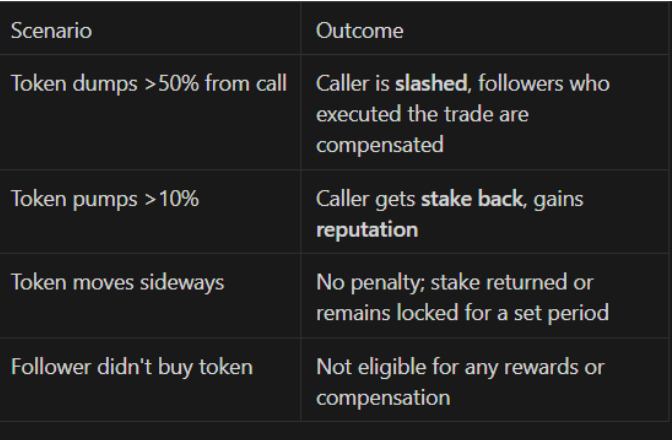 Scenario
Outcome
Token dumps >50% from call
Caller is slashed, followers who
executed the trade are
compensated
Token pumps >10%
Caller gets stake back, gains
reputation
Token moves sideways
No penalty; stake returned or
remains locked for a set period
Follower didn't buy token
Not eligible for any rewards or
compensation